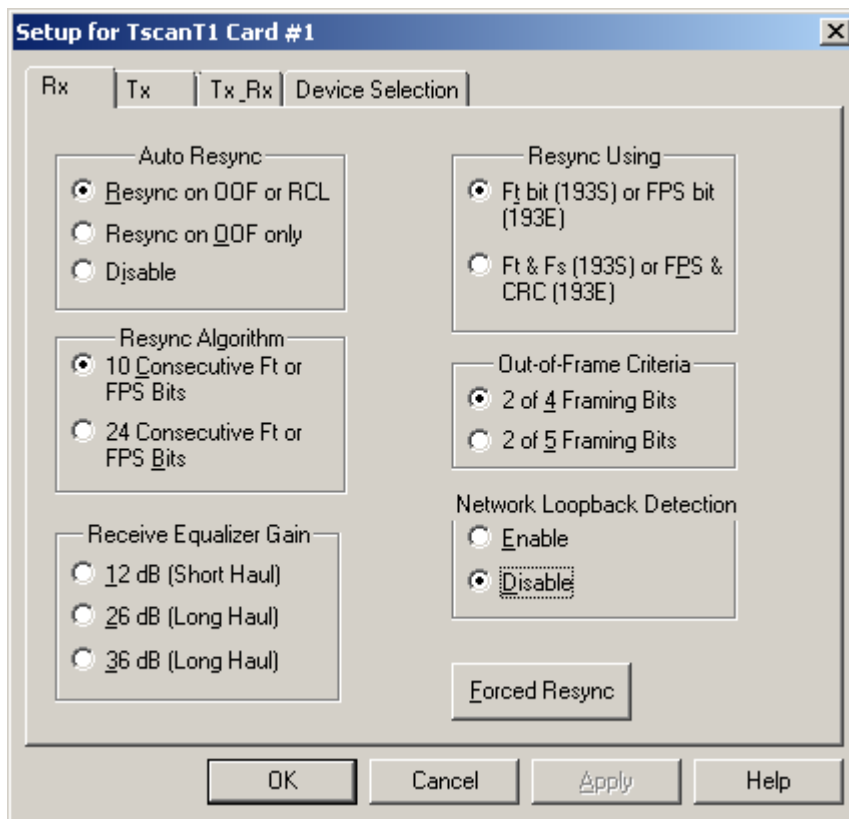 Setup for TscanT1 Card #1
Rx
Tx
Tx_Rx
Device Selection
Auto Resync
Resync on OOF or RCL
Resync on OOF only
Disable
Resync Algorithm
10 Consecutive Ft or
FPS Bits
24 Consecutive Ft or
FPS Bits
Receive Equalizer Gain
12 dB (Short Haul)
26 dB (Long Haul)
36 dB (Long Haul)
Resync Using
Ft bit (193S) or FPS bit
(193E)
Ft & Fs (193S) or FPS &
CRC (193E)
Out-of-Frame Criteria
2 of 4 Framing Bits
2 of 5 Framing Bits
Network Loopback Detection
Enable
Disable
Forced Resync
OK
Cancel
Apply
Help